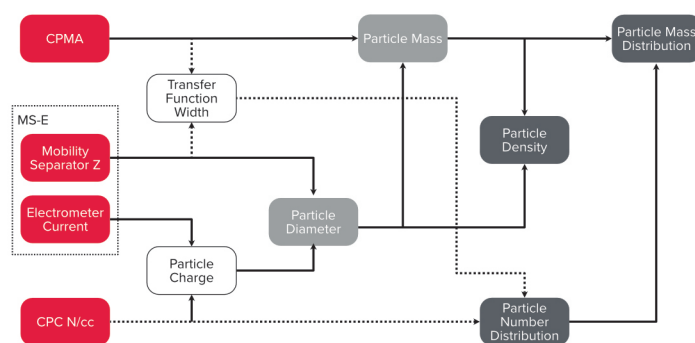 CPMA
Particle Mass
Particle Mass
Distribution
Transfer
Function
Width
MS-E
Mobility
Separator Z
Particle
Density
Electrometer
Current
Particle
Diameter
Particle
Charge
CPC N/cc
Particle
Number
Distribution